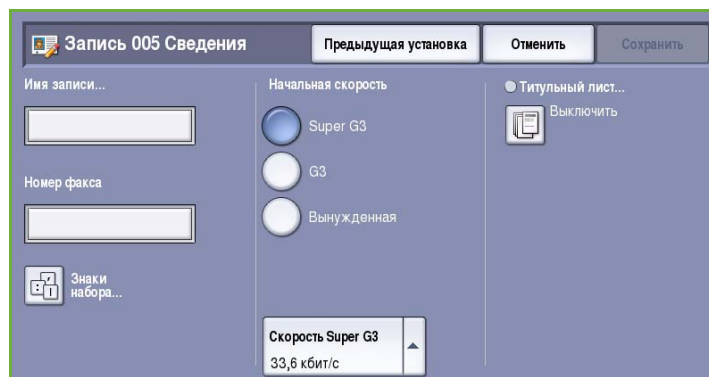 Запись 005 Сведения
Предыдущая установка
Отменить
Сохранить
Имя записи...
Номер факса
Знаки
набора...
Начальная скорость
Super G3
G3
Вынужденная
Скорость Super G3
33,6 кбит/с
Титульный лист...
Выключить